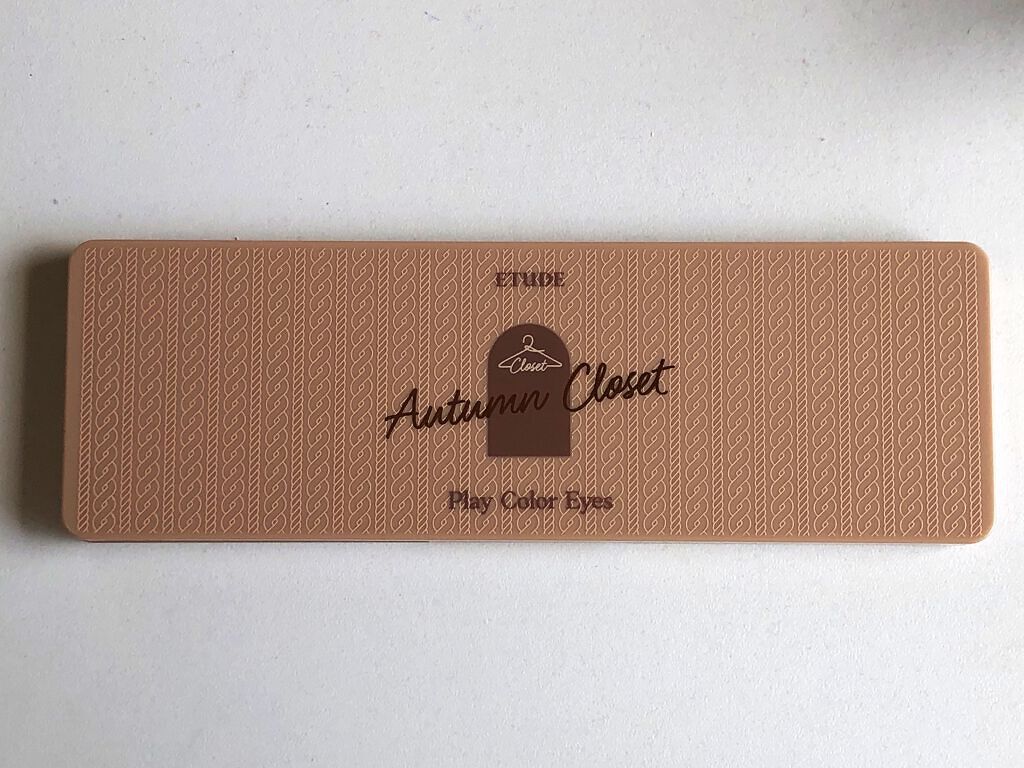 ETUDE
Closet
Autumn Closet
Play Color Eyes